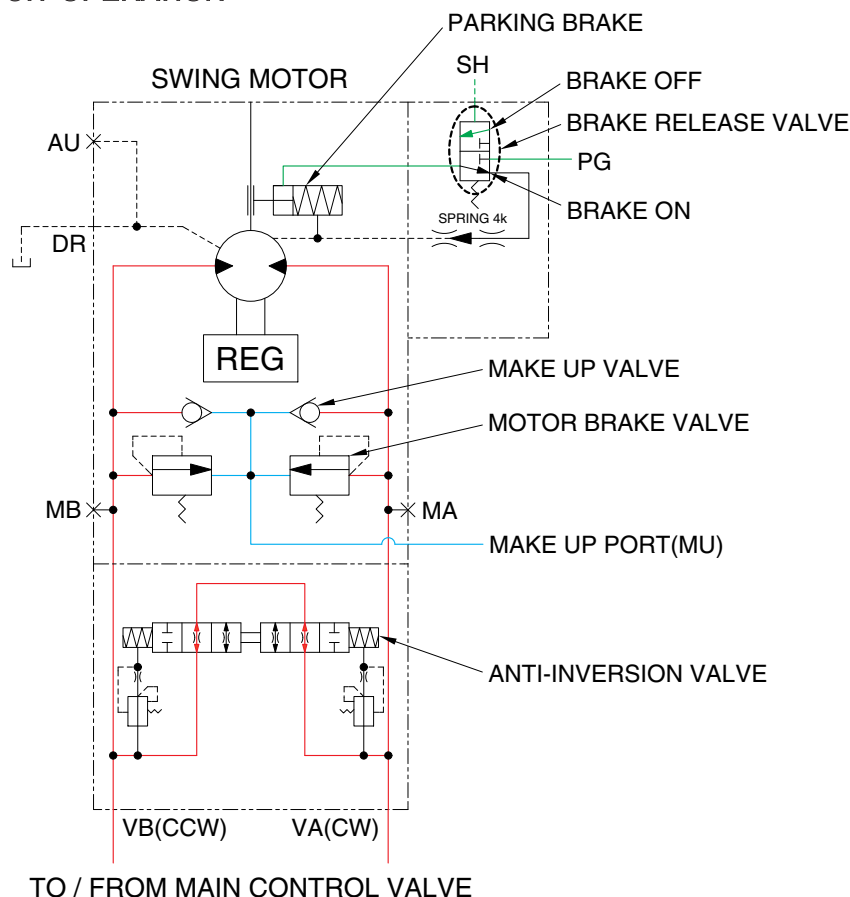 PARKING BRAKE
SWING MOTOR
SH
BRAKE OFF
BRAKE RELEASE VALVE
AU
PG
SPRING 4k
BRAKE ON
DR
REG
MAKE UP VALVE
MOTOR BRAKE VALVE
MB
MA
MAKE UP PORT(MU)
ANTI-INVERSION VALVE
VB(CCW)
VA(CW)
TO / FROM MAIN CONTROL VALVE